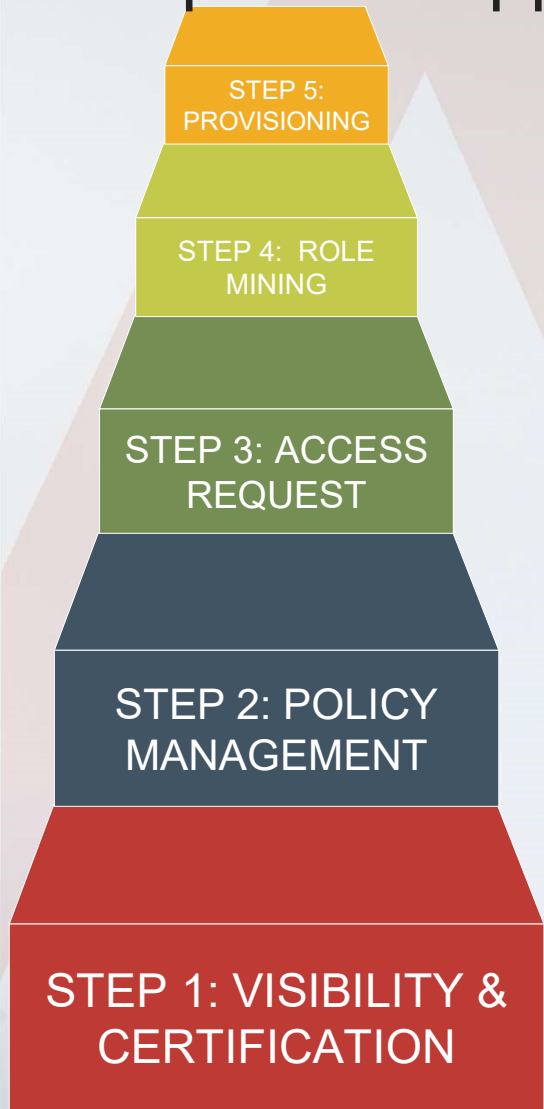 STEP 5:
PROVISIONING
STEP 4: ROLE
MINING
STEP 3: ACCESS
REQUEST
STEP 2: POLICY
MANAGEMENT
STEP 1: VISIBILITY &
CERTIFICATION